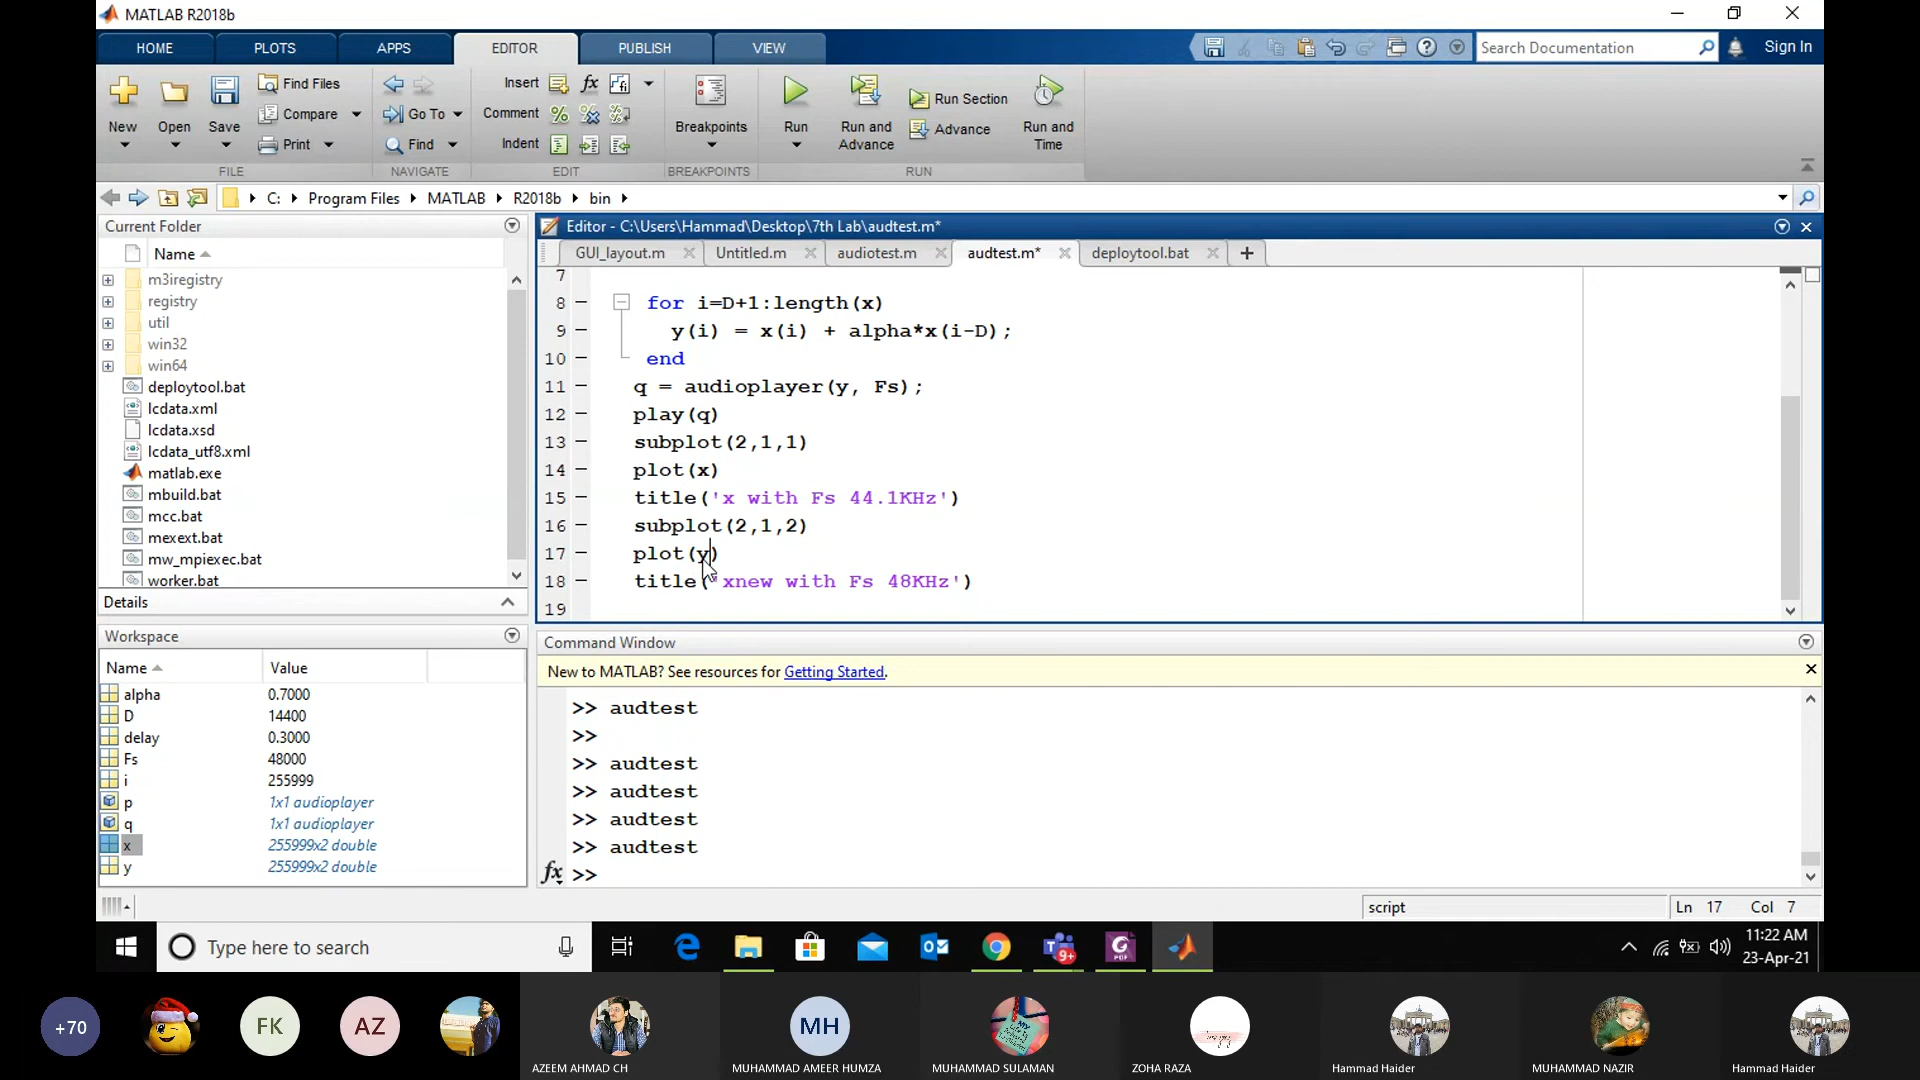 MATLAB R2018b
HOME PLOTS APPS EDITOR PUBLISH VIEW
Search Documentation
Sign In
New
Open
Save
Find Files
Compare
Print
FILE
Go To
Find
NAVIGATE
Insert
Comment
Indent
fx
EDIT
Breakpoints
BREAKPOINTS
Run
Run and Advance
Run Section
Advance
Run and Time
RUN
C: Program Files MATLAB R2018b bin
Current Folder
Name
m3iregistry
registry
util
win32
win64
deploytool.bat
lcdata.xml
lcdata.xsd
lcdata_utf8.xml
matlab.exe
mbuild.bat
mcc.bat
mexext.bat
mw_mpiexec.bat
worker.bat
Details
Workspace
Name Value
alpha 0.7000
D 14400
delay 0.3000
Fs 48000
i 255999
p 1x1 audioplayer
q 1x1 audioplayer
x 255999x2 double
y 255999x2 double
Editor - C:\Users\Hammad\Desktop\7th Lab\audtest.m*
GUI_layout.m Untitled.m audiotest.m audtest.m* deploytool.bat
7
8 for i=D+1:length(x)
9 y(i) = x(i) + alpha*x(i-D);
10 end
11 q = audioplayer(y, Fs);
12 play(q)
13 subplot(2,1,1)
14 plot(x)
15 title('x with Fs 44.1KHz')
16 subplot(2,1,2)
17 plot(y)
18 title('xnew with Fs 48KHz')
19
Command Window
New to MATLAB? See resources for Getting Started.
>> audtest
>>
>> audtest
>> audtest
>> audtest
>> audtest
fx >>
script Ln 17 Col 7
Type here to search
9+
PDF
11:22 AM
23-Apr-21
+70
FK
AZ
AZEEM AHMAD CH
MH
MUHAMMAD AMEER HUMZA
MUHAMMAD SULAMAN
ZOHA RAZA
Hammad Haider
MUHAMMAD NAZIR
Hammad Haider